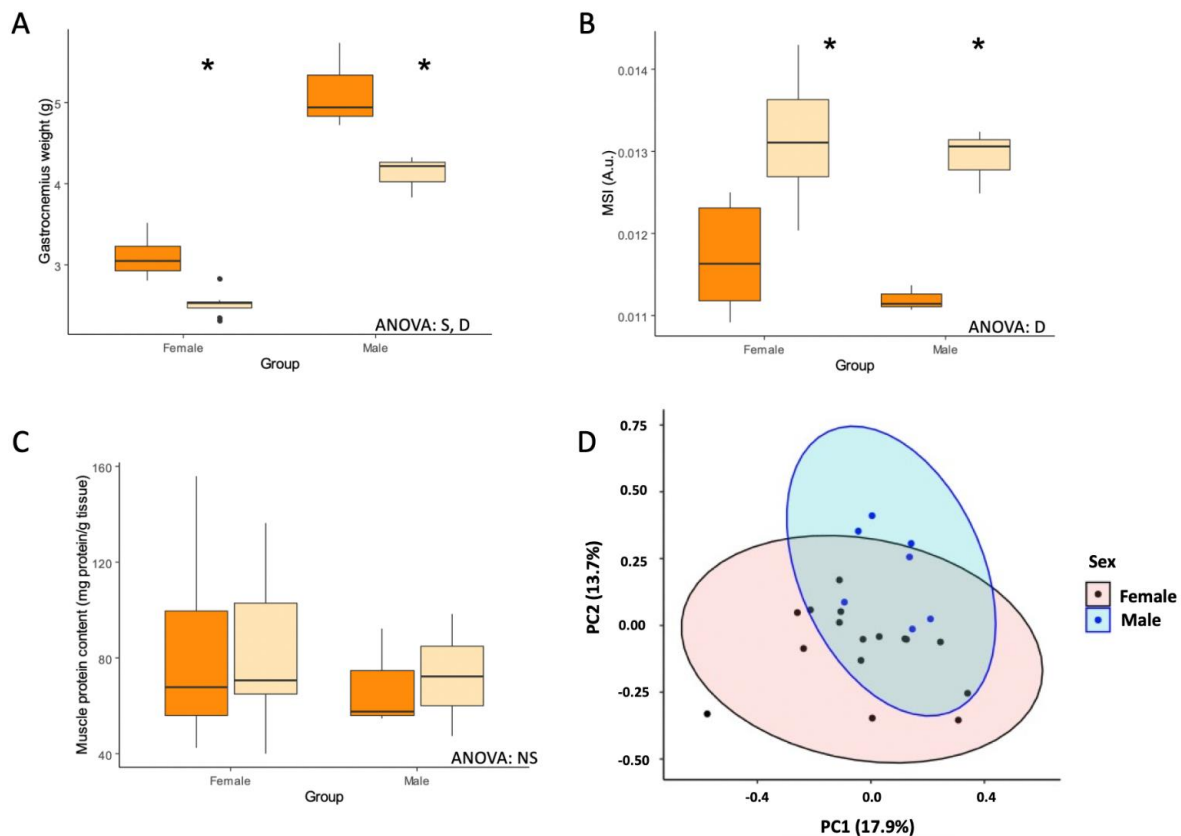 A
Gastrocnemius weight (g)
5
4
3
*
*
ANOVA: S, D
Female
Male
Group
B
MSI (A.u.)
0.014
0.013
0.012
0.011
*
*
ANOVA: D
Female
Male
Group
C
Muscle protein content (mg protein/g tissue)
160
120
80
40
ANOVA: NS
Female
Male
Group
D
PC2 (13.7%)
0.75
0.50
0.25
0.00
-0.25
-0.50
-0.4
0.0
0.4
PC1 (17.9%)
Sex
Female
Male